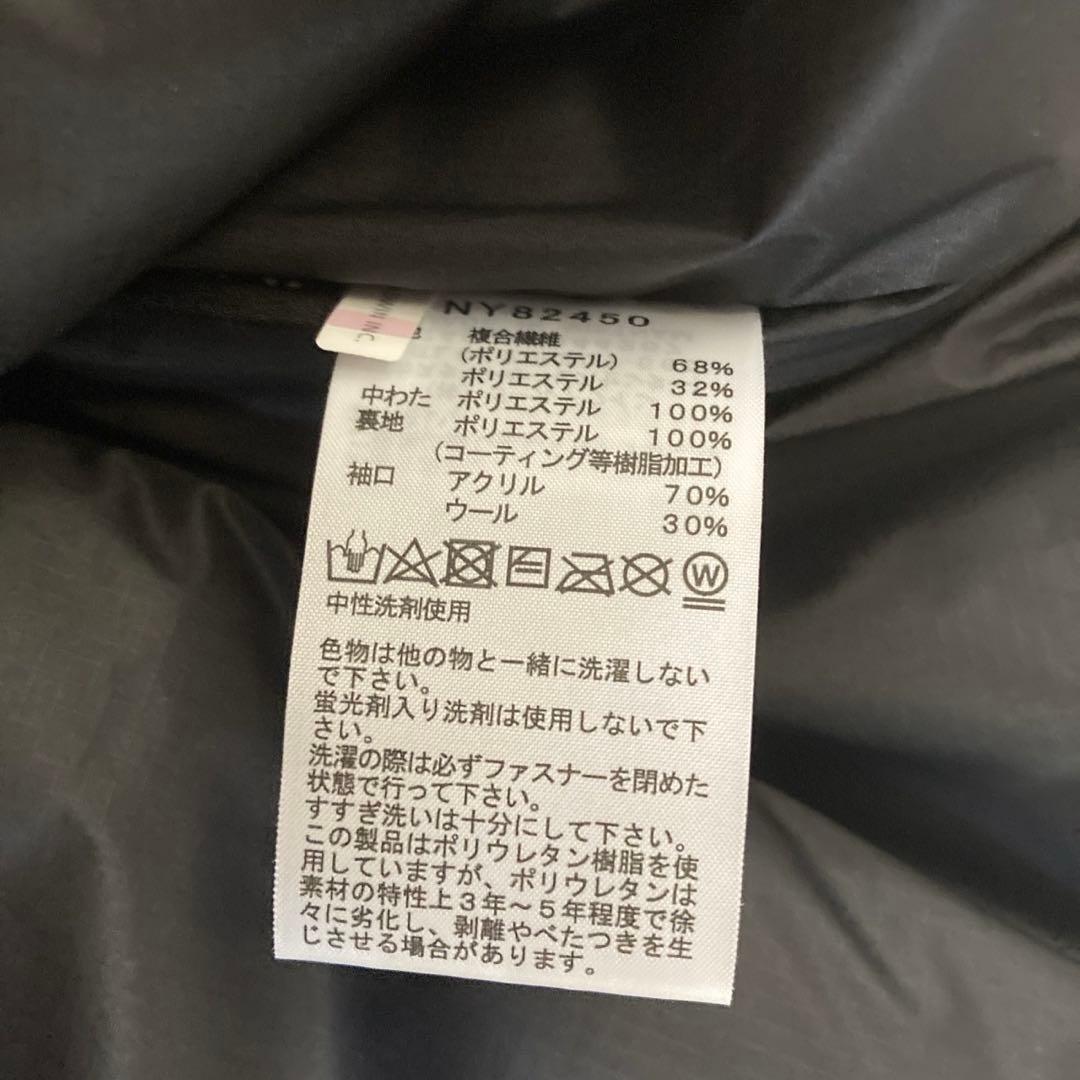 NY82450
複合繊維
(ポリエステル) 68%
ポリエステル 32%
中わた ポリエステル 100%
裏地 ポリエステル 100%
(コーティング等樹脂加工)
袖口 アクリル 70%
ウール 30%
W
中性洗剤使用
色物は他の物と一緒に洗濯しない
で下さい。
蛍光剤入り洗剤は使用しないで下
さい。
洗濯の際は必ずファスナーを閉めた
状態で行って下さい。
すすぎ洗いは十分にして下さい。
この製品はポリウレタン樹脂を使
用していますが、ポリウレタンは
素材の特性上3年～5年程度で徐
々に劣化し、剥離やべたつきを生
じさせる場合があります。
INC.